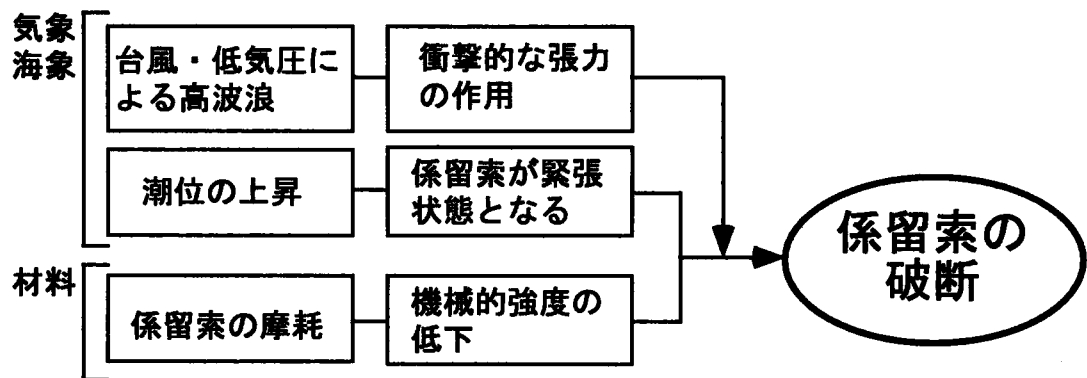 気象
海象
台風・低気圧に
よる高波浪
衝撃的な張力
の作用
潮位の上昇
係留索が緊張
状態となる
材料
係留索の摩耗
機械的強度の
低下
係留索の
破断